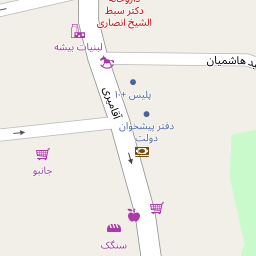 داروخانه
دکتر سبط
الشیخ انصاری
لبنیات بیشه
هاشمیان
پلیس +۱۰
آقامیری
دفتر پیشخوان
دولت
جانبو
سنگک